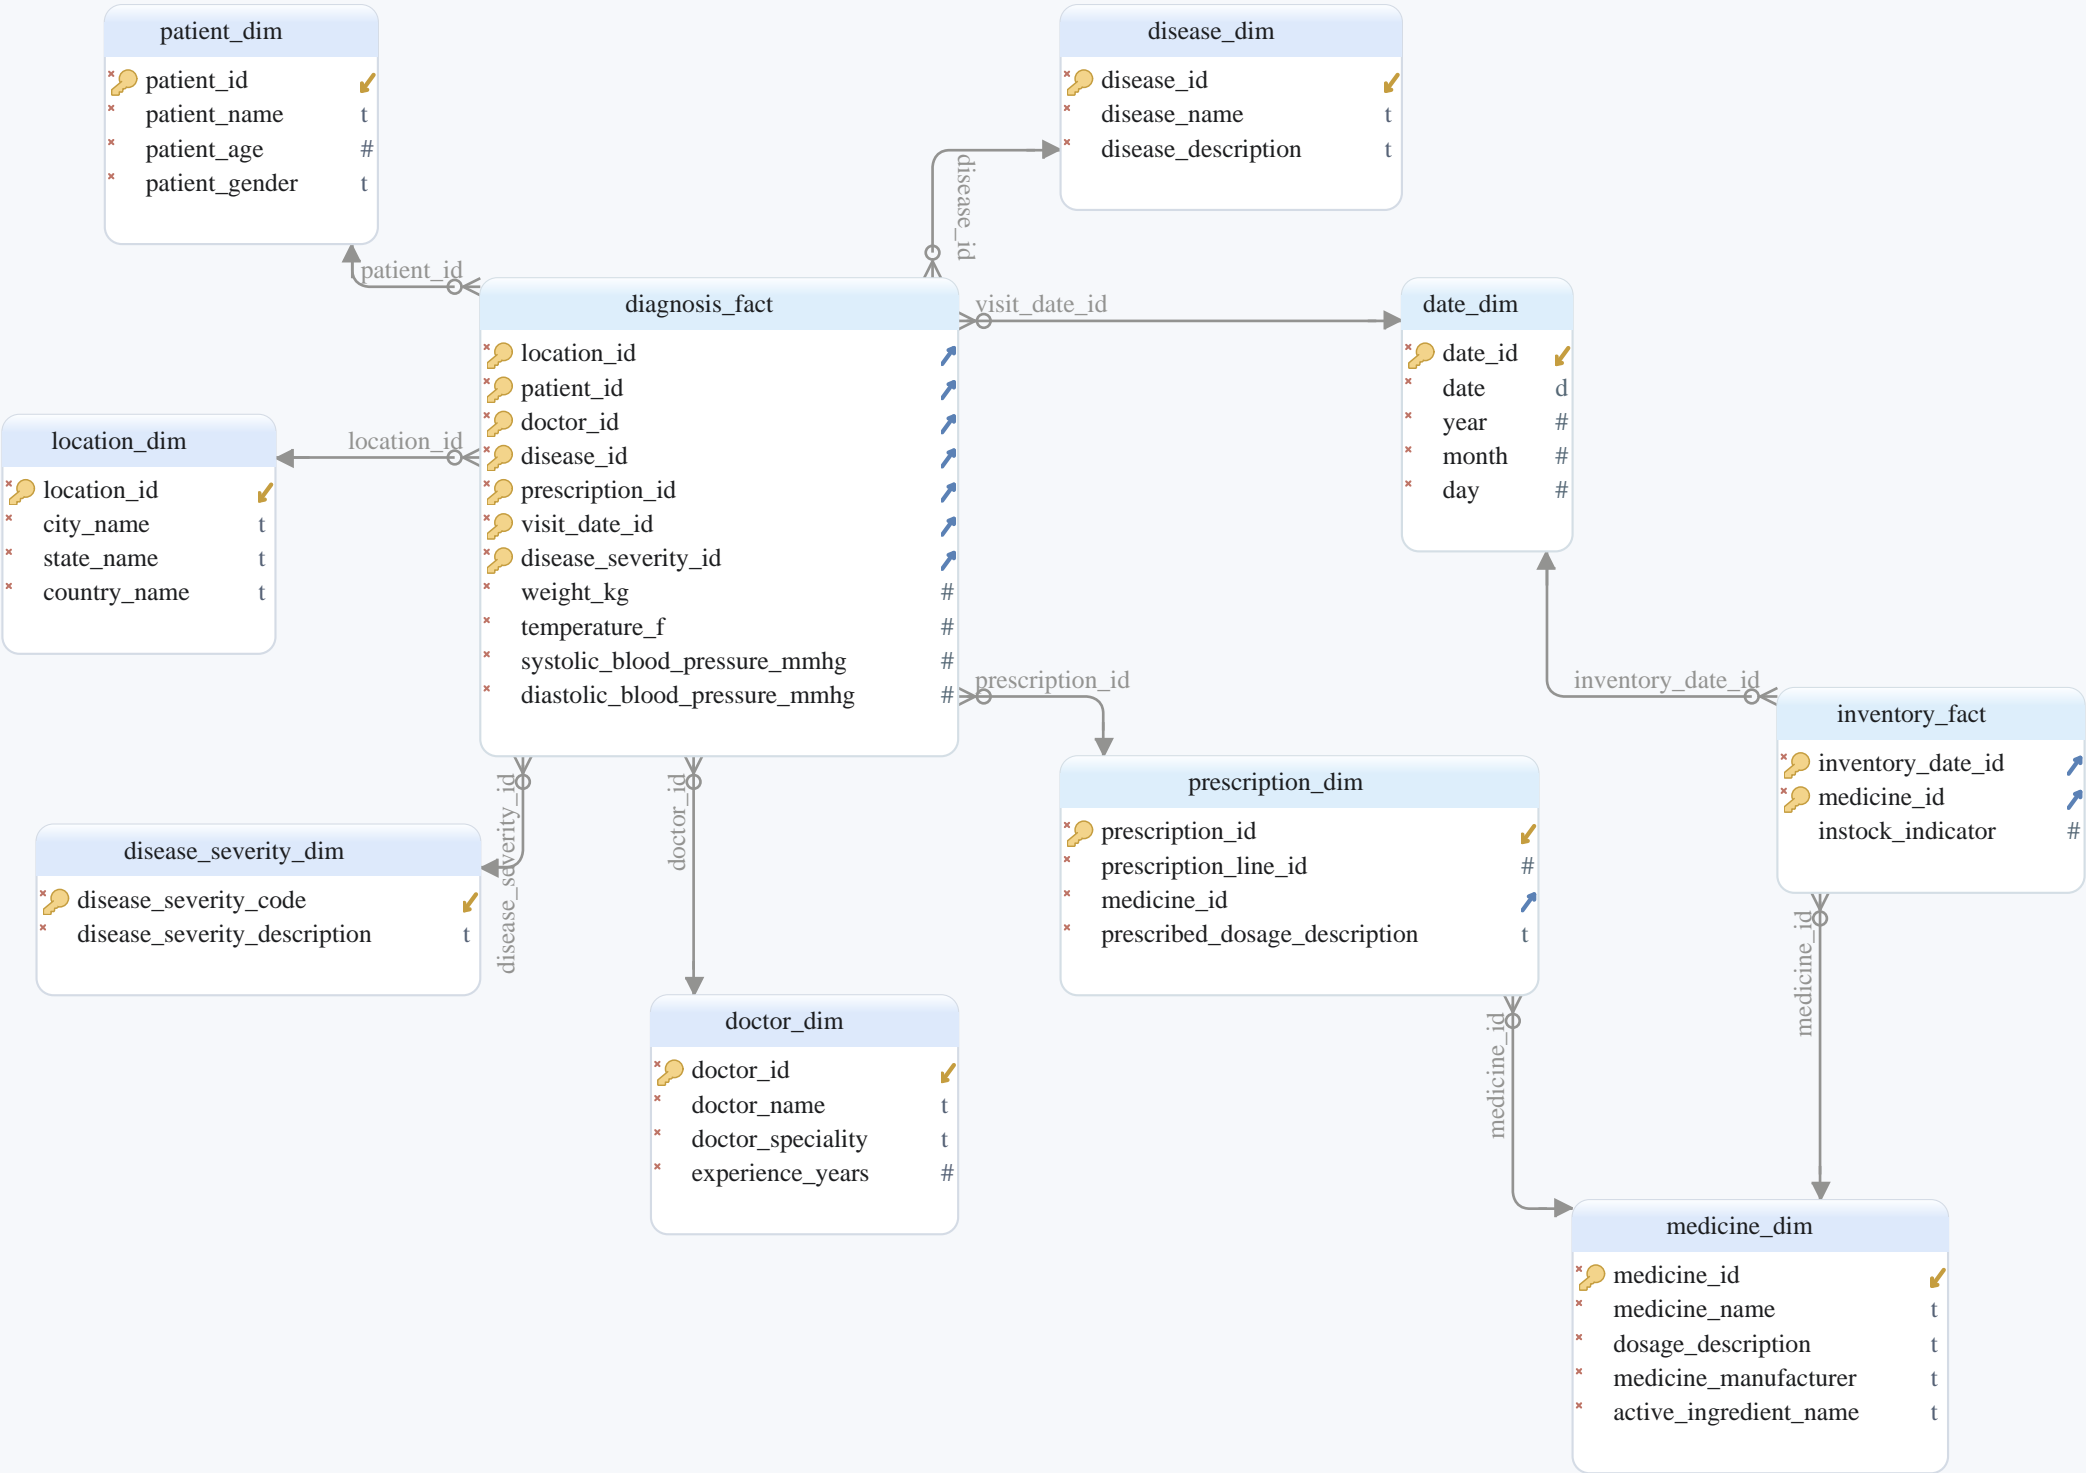 patient_dim
patient_id
patient_name t
patient_age #
patient_gender t
disease_dim
disease_id
disease_name t
disease_description t
disease_id
patient_id
diagnosis_fact
location_id
patient_id
doctor_id
disease_id
prescription_id
visit_date_id
disease_severity_id
weight_kg #
temperature_f #
systolic_blood_pressure_mmhg #
diastolic_blood_pressure_mmhg #
visit_date_id
date_dim
date_id
date d
year #
month #
day #
location_dim
location_id
city_name t
state_name t
country_name t
location_id
prescription_id
inventory_date_id
inventory_fact
inventory_date_id
medicine_id
instock_indicator #
prescription_dim
prescription_id
prescription_line_id #
medicine_id
prescribed_dosage_description t
disease_severity_id
doctor_id
disease_severity_dim
disease_severity_code
disease_severity_description t
doctor_dim
doctor_id
doctor_name t
doctor_speciality t
experience_years #
medicine_id
medicine_id
medicine_dim
medicine_id
medicine_name t
dosage_description t
medicine_manufacturer t
active_ingredient_name t